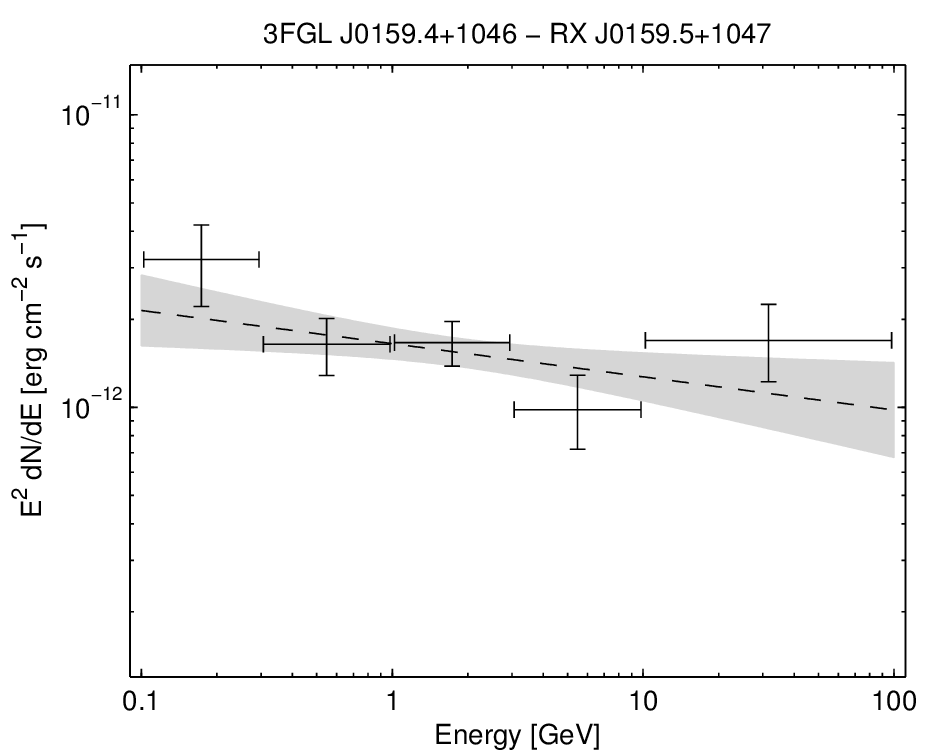 3FGL J0159.4+1046 − RX J0159.5+1047
10⁻¹¹
10⁻¹²
E² dN/dE [erg cm⁻² s⁻¹]
0.1 1 10 100
Energy [GeV]